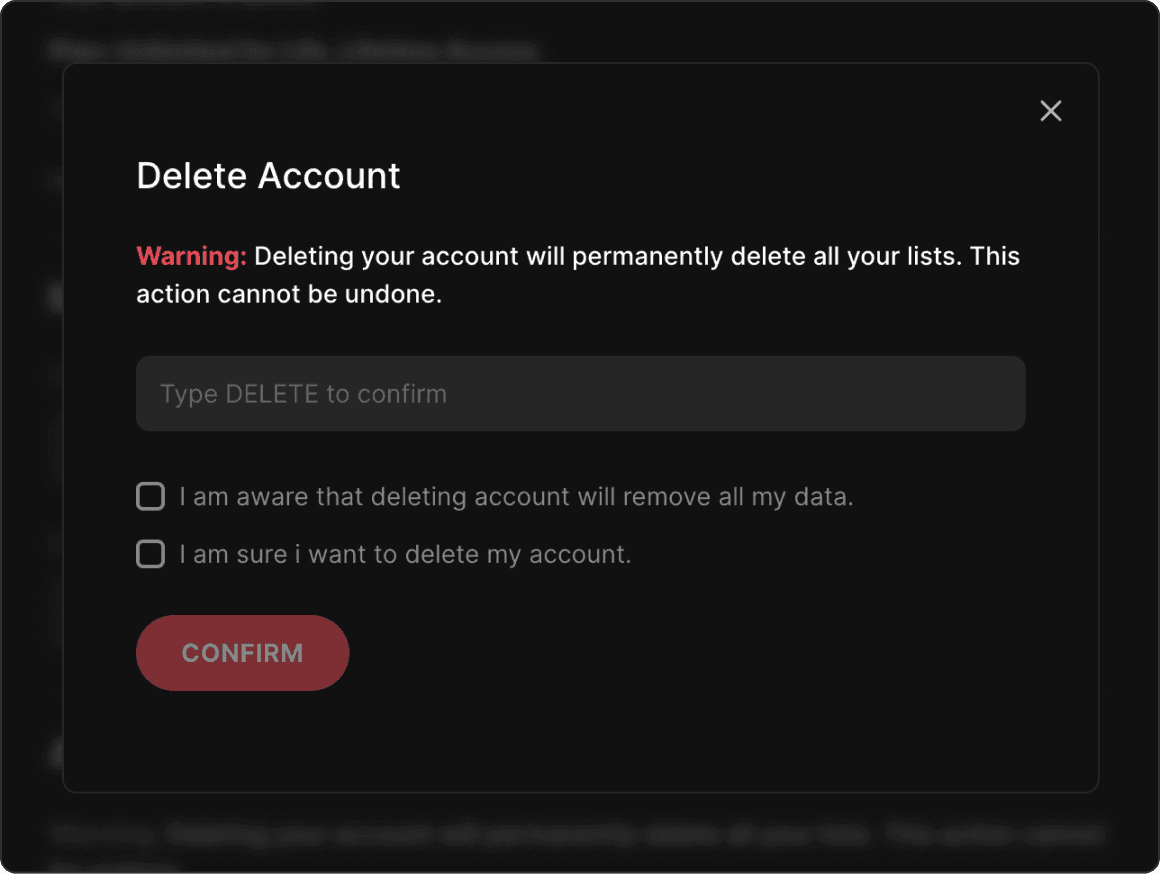 Delete Account
Warning: Deleting your account will permanently delete all your lists. This
action cannot be undone.
Type DELETE to confirm
I am aware that deleting account will remove all my data.
I am sure i want to delete my account.
CONFIRM